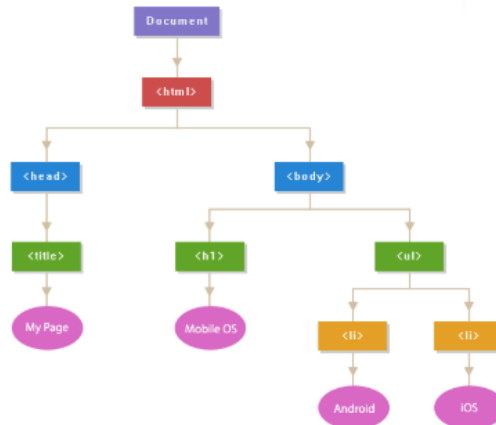 Document
<html>
<head>
<body>
<title>
<h1>
<ul>
My Page
Mobile OS
<li>
<li>
Android
iOS